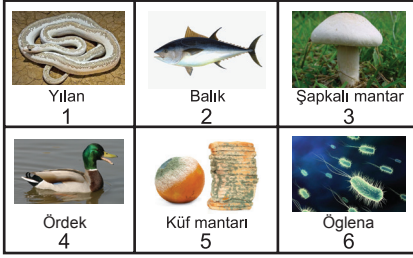 Yılan
1
Balık
2
Şapkalı mantar
3
Ördek
4
Küf mantarı
5
Öglena
6